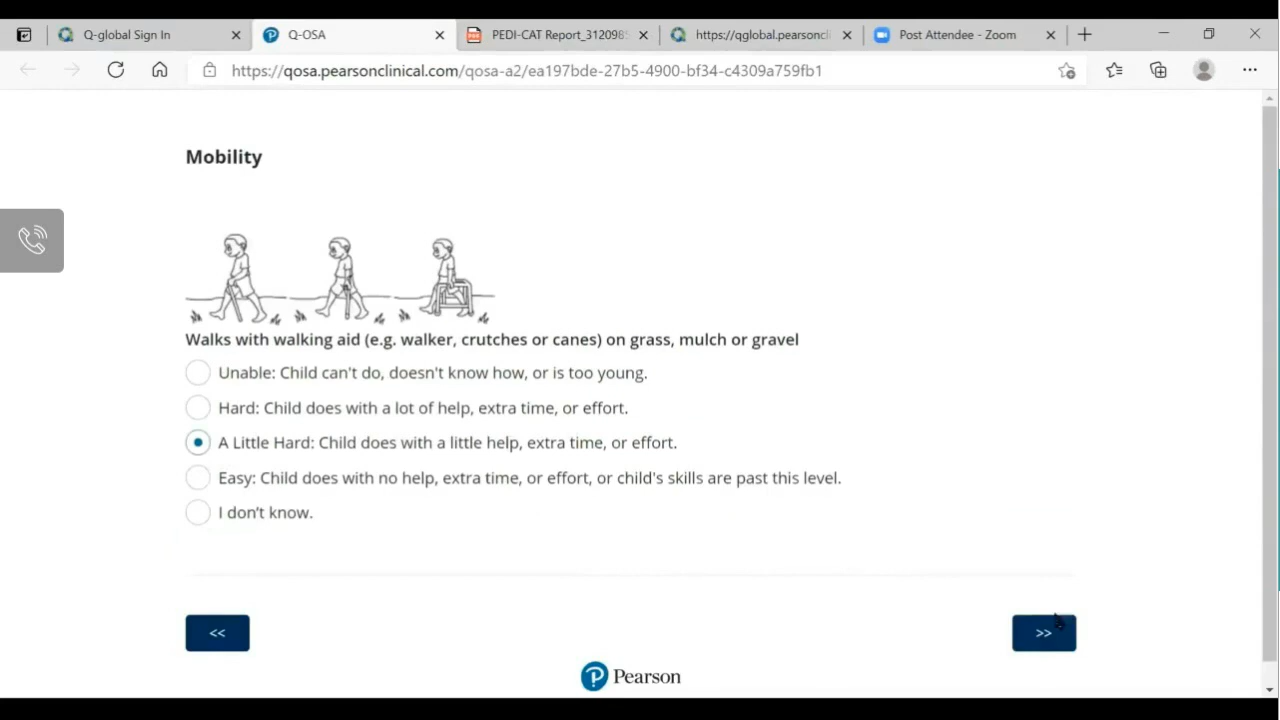 Q-global Sign In
Q-OSA
PEDI-CAT Report_312098
https://qglobal.pearsoncli
Post Attendee - Zoom
https://qosa.pearsonclinical.com/qosa-a2/ea197bde-27b5-4900-bf34-c4309a759fb1
Mobility
Walks with walking aid (e.g. walker, crutches or canes) on grass, mulch or gravel
Unable: Child can't do, doesn't know how, or is too young.
Hard: Child does with a lot of help, extra time, or effort.
A Little Hard: Child does with a little help, extra time, or effort.
Easy: Child does with no help, extra time, or effort, or child's skills are past this level.
I don't know.
<< >>
Pearson